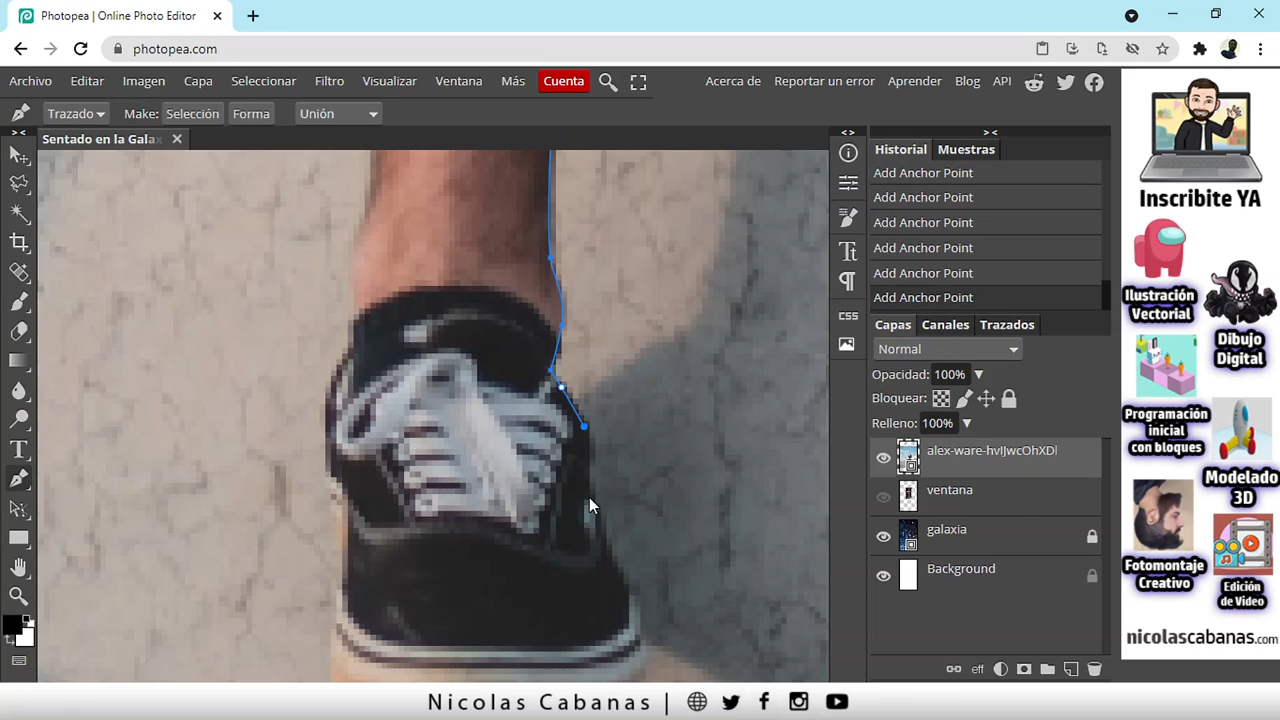 Photopea | Online Photo Editor
photopea.com
Archivo Editar Imagen Capa Seleccionar Filtro Visualizar Ventana Más Cuenta Acerca de Reportar un error Aprender Blog API
Trazado Make: Selección Forma Unión
Sentado en la Gala
Historial Muestras
Add Anchor Point
Add Anchor Point
Add Anchor Point
Add Anchor Point
Add Anchor Point
Add Anchor Point
Capas Canales Trazados
Normal
Opacidad: 100%
Bloquear:
Relleno: 100%
alex-ware-hvIJwcOhXDI
ventana
galaxia
Background
eff
CSS
Inscribite YA
Ilustración
Vectorial
Dibujo
Digital
Programación
inicial
con bloques
Modelado
3D
Fotomontaje
Creativo
Edición
de Video
nicolascabanas.com
Nicolas Cabanas |